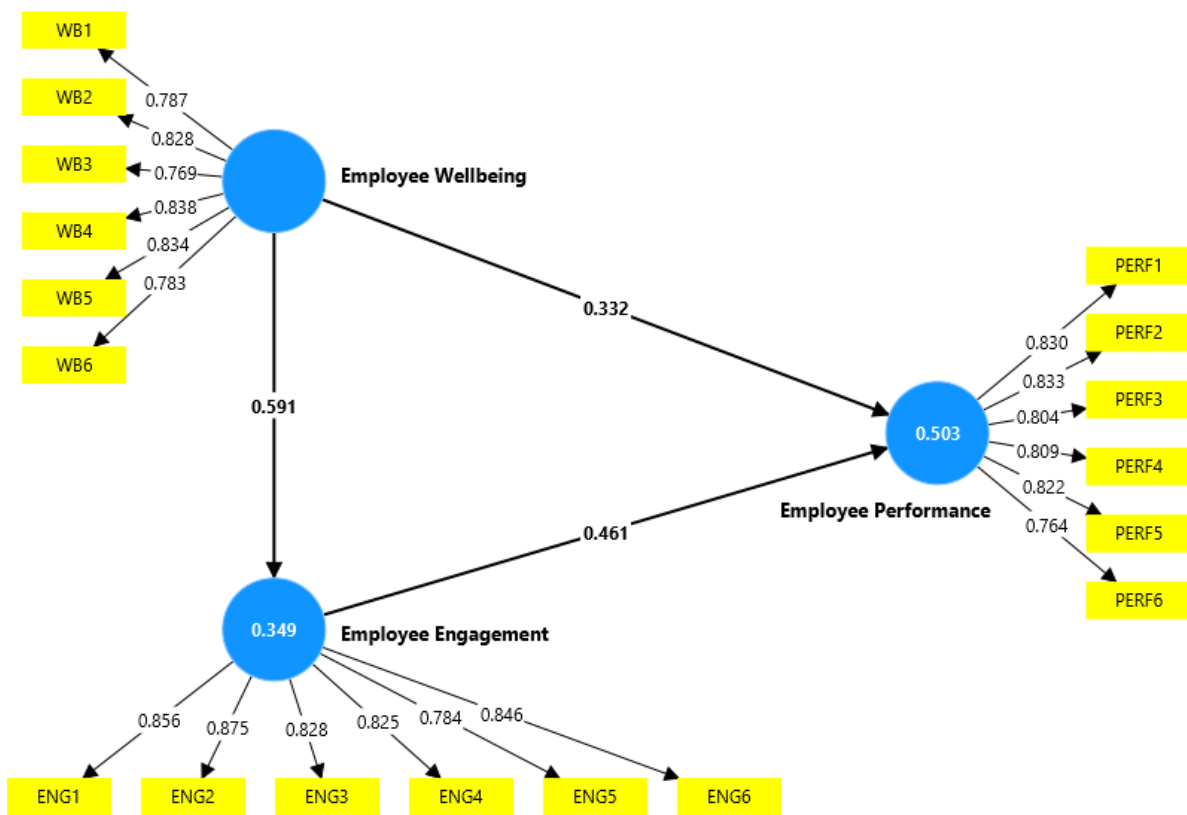 WB1
0.787
WB2
0.828
WB3
0.769
WB4
0.838
WB5
0.834
WB6
0.783
Employee Wellbeing
0.332
0.591
0.461
PERF1
0.830
PERF2
0.833
PERF3
0.804
PERF4
0.809
PERF5
0.822
PERF6
0.764
0.503
Employee Performance
0.349
Employee Engagement
0.856
0.875
0.828
0.825
0.784
0.846
ENG1
ENG2
ENG3
ENG4
ENG5
ENG6